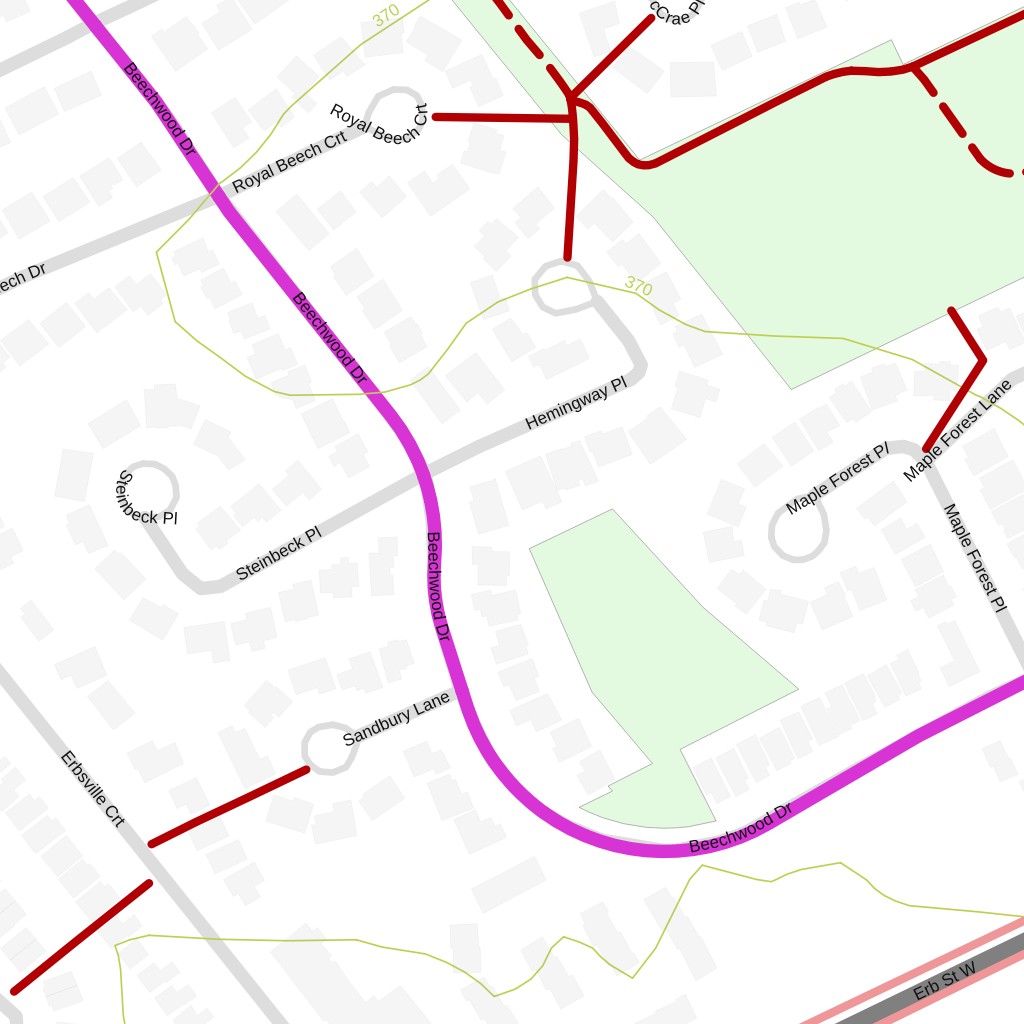 370
cCrae Pl
Beechwood Dr
Royal Beech Crt
Royal Beech Crt
ech Dr
370
Beechwood Dr
Hemingway Pl
Maple Forest Lane
Maple Forest Pl
Steinbeck Pl
Steinbeck Pl
Maple Forest Pl
Beechwood Dr
Sandbury Lane
Erbsville Crt
Beechwood Dr
Erb St W